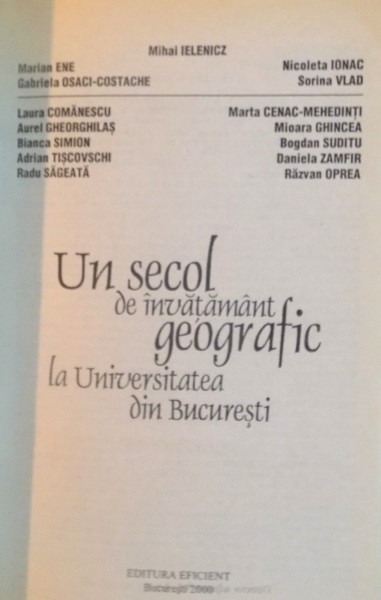 Mihai IELENICZ
Marian ENE
Gabriela OSACI-COSTACHE
Nicoleta IONAC
Sorina VLAD
Laura COMĂNESCU
Aurel GHEORGHILAȘ
Bianca SIMION
Adrian TIȘCOVSCHI
Radu SĂGEATĂ
Marta CENAC-MEHEDINȚI
Mioara GHINCEA
Bogdan SUDITU
Daniela ZAMFIR
Răzvan OPREA
Un secol
de învățământ
geografic
la Universitatea
din București
EDITURA EFICIENT
București 2000